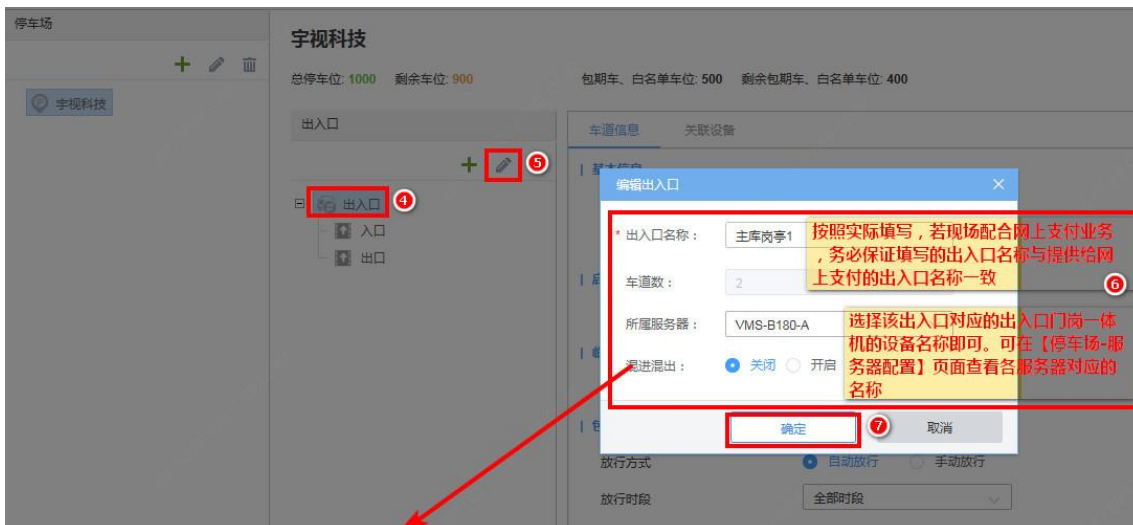 停车场
宇视科技
宇视科技
总停车位: 1000 剩余车位: 900 包期车、白名单车位: 500 剩余包期车、白名单车位: 400
出入口
车道信息 关联设备
5
4 出入口
入口
出口
基本信息
编辑出入口
* 出入口名称： 主库岗亭1
按照实际填写，若现场配合网上支付业务
，务必保证填写的出入口名称与提供给网
上支付的出入口名称一致
6
车道数： 2
所属服务器： VMS-B180-A
选择该出入口对应的出入口门岗一体
机的设备名称即可。可在【停车场-服
务器配置】页面查看各服务器对应的
名称
混进混出： 关闭 开启
确定 7 取消
放行方式 自动放行 手动放行
放行时段 全部时段